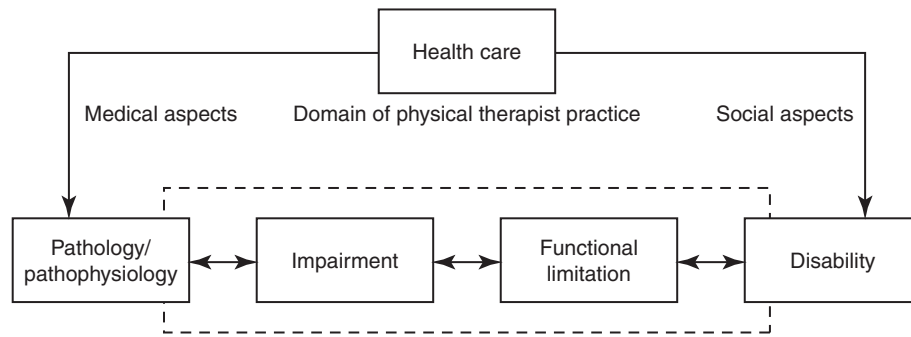 Health care
Medical aspects
Domain of physical therapist practice
Social aspects
Pathology/
pathophysiology
Impairment
Functional
limitation
Disability